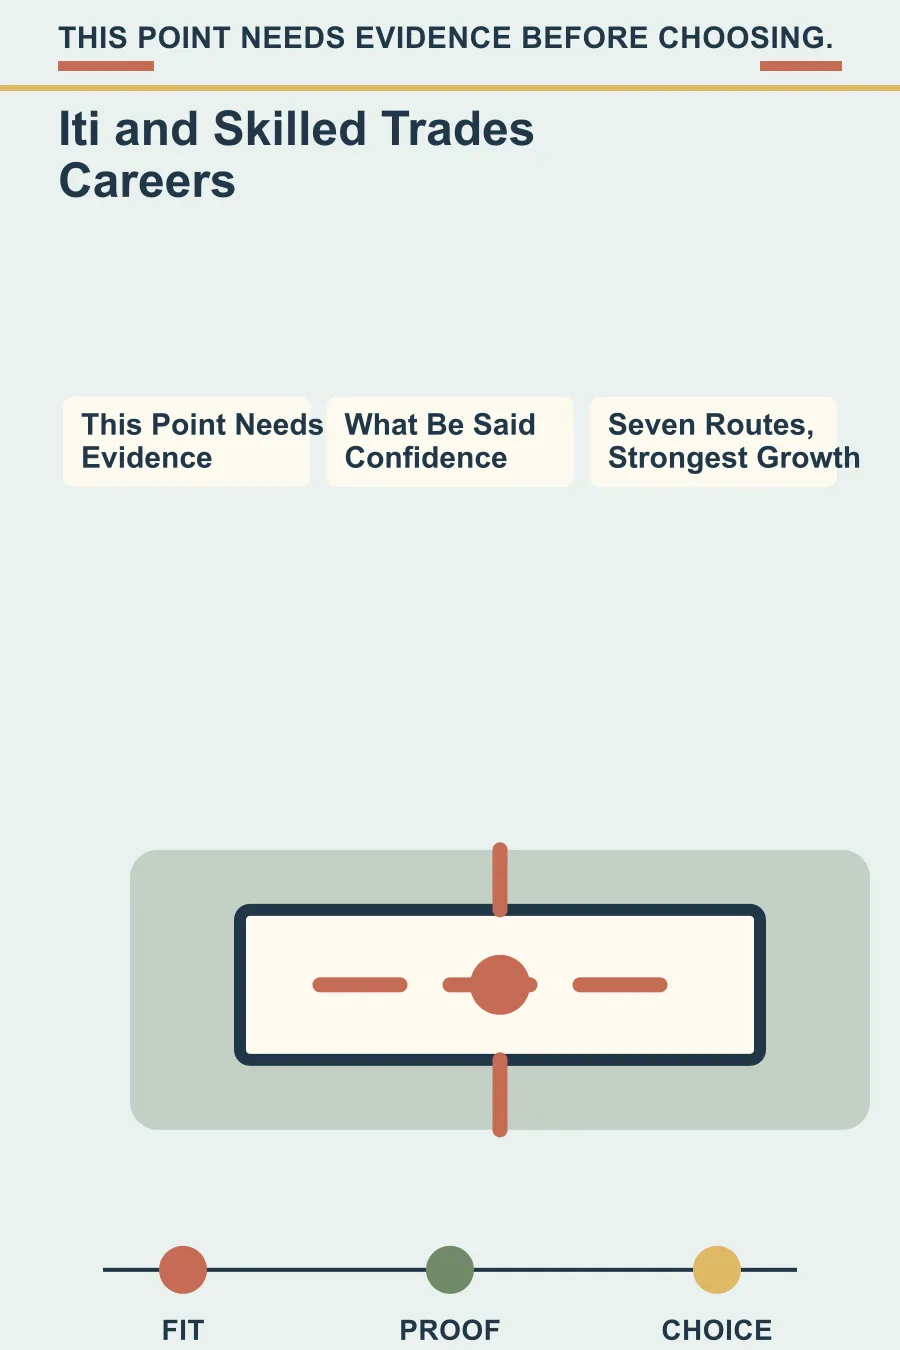 THIS POINT NEEDS EVIDENCE BEFORE CHOOSING.
Iti and Skilled Trades
Careers
This Point Needs
Evidence
What Be Said
Confidence
Seven Routes,
Strongest Growth
FIT
PROOF
CHOICE